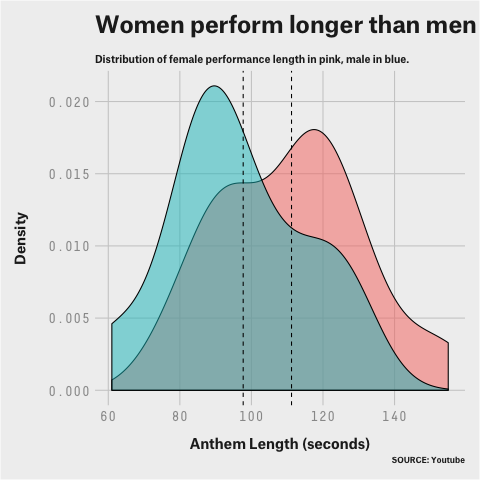 Women perform longer than men
Distribution of female performance length in pink, male in blue.
0.020
0.015
0.010
0.005
0.000
Density
60 80 100 120 140
Anthem Length (seconds)
SOURCE: Youtube